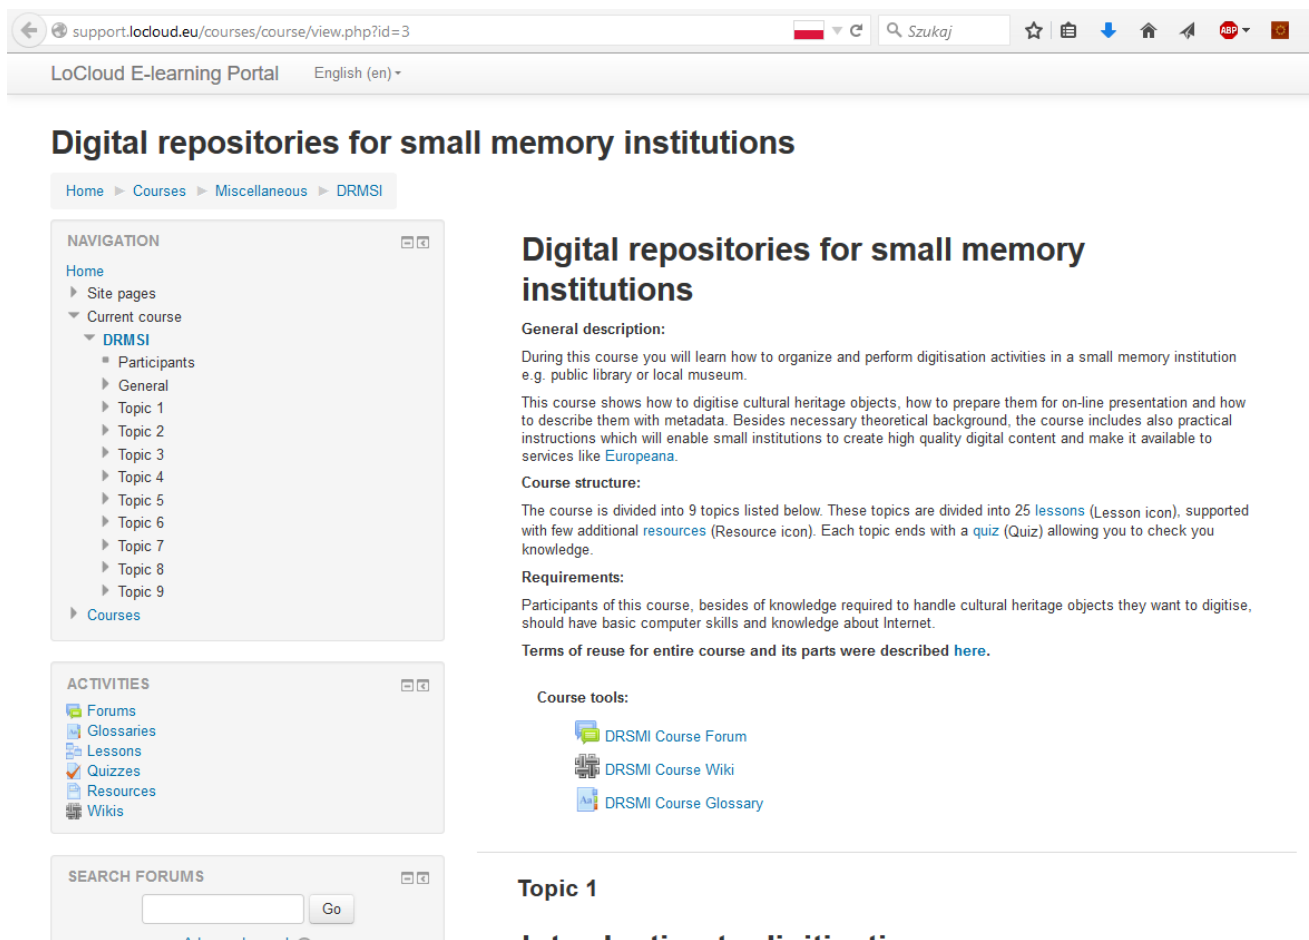 support.locloud.eu/courses/course/view.php?id=3
Szukaj
ABP
LoCloud E-learning Portal English (en)
Digital repositories for small memory institutions
Home Courses Miscellaneous DRMSI
NAVIGATION
Home
Site pages
Current course
DRMSI
Participants
General
Topic 1
Topic 2
Topic 3
Topic 4
Topic 5
Topic 6
Topic 7
Topic 8
Topic 9
Courses
ACTIVITIES
Forums
Glossaries
Lessons
Quizzes
Resources
Wikis
SEARCH FORUMS
Go
Digital repositories for small memory
institutions
General description:
During this course you will learn how to organize and perform digitisation activities in a small memory institution
e.g. public library or local museum.
This course shows how to digitise cultural heritage objects, how to prepare them for on-line presentation and how
to describe them with metadata. Besides necessary theoretical background, the course includes also practical
instructions which will enable small institutions to create high quality digital content and make it available to
services like Europeana.
Course structure:
The course is divided into 9 topics listed below. These topics are divided into 25 lessons (Lesson icon), supported
with few additional resources (Resource icon). Each topic ends with a quiz (Quiz) allowing you to check you
knowledge.
Requirements:
Participants of this course, besides of knowledge required to handle cultural heritage objects they want to digitise,
should have basic computer skills and knowledge about Internet.
Terms of reuse for entire course and its parts were described here.
Course tools:
DRSMI Course Forum
DRSMI Course Wiki
Aa DRSMI Course Glossary
Topic 1